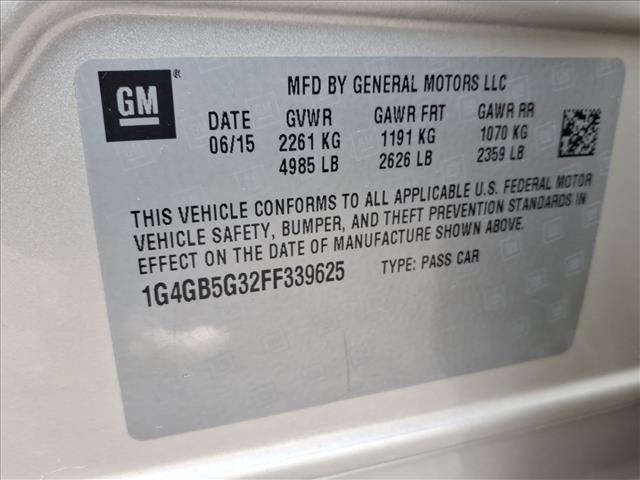 GM ®
MFD BY GENERAL MOTORS LLC
DATE GVWR GAWR FRT GAWR RR
06/15 2261 KG 1191 KG 1070 KG
4985 LB 2626 LB 2359 LB
THIS VEHICLE CONFORMS TO ALL APPLICABLE U.S. FEDERAL MOTOR
VEHICLE SAFETY, BUMPER, AND THEFT PREVENTION STANDARDS IN
EFFECT ON THE DATE OF MANUFACTURE SHOWN ABOVE.
1G4GB5G32FF339625 TYPE: PASS CAR